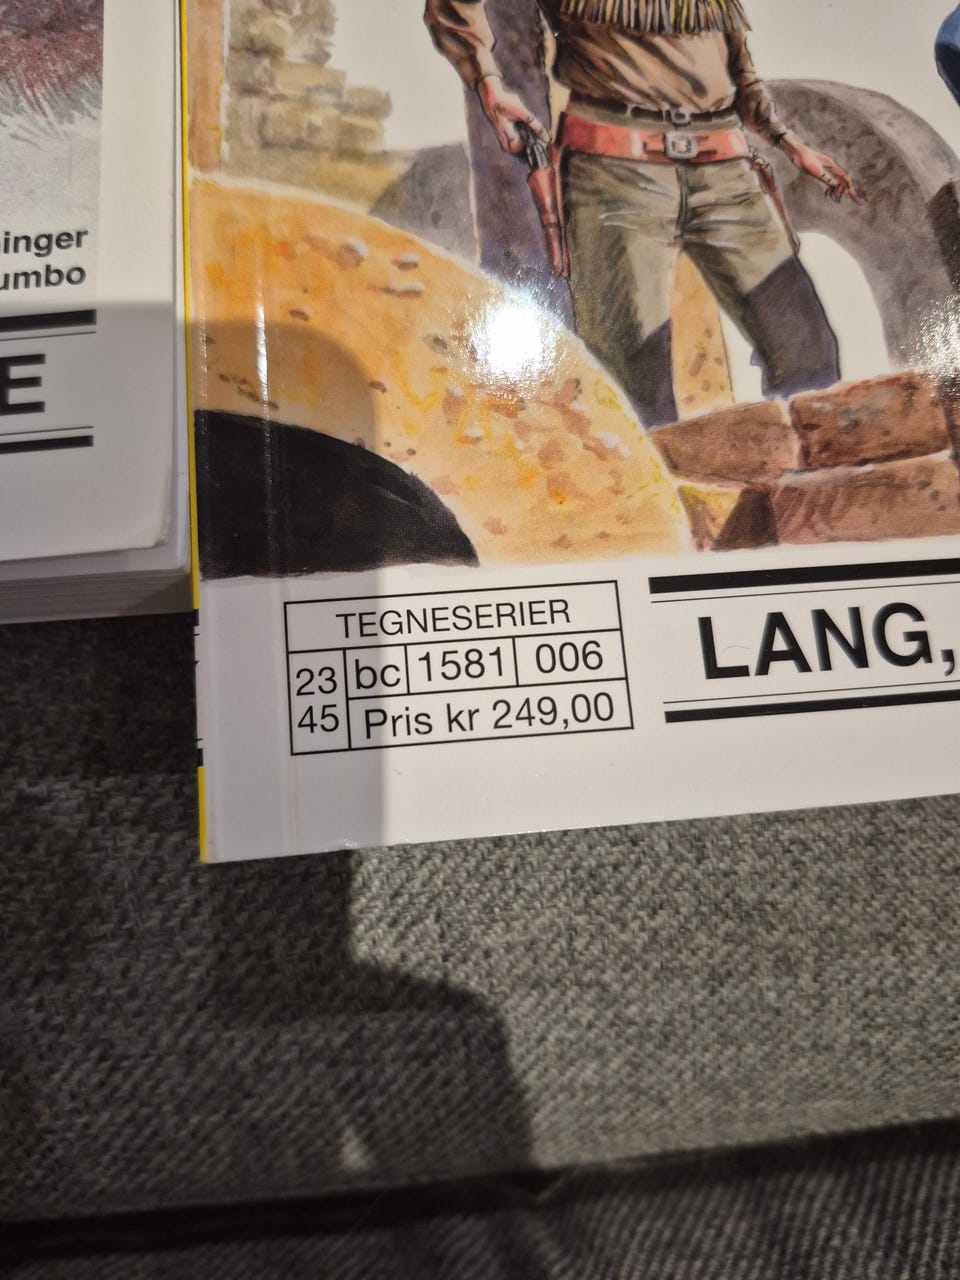 inger
umbo
E
TEGNESERIER
23 bc 1581 006
45 Pris kr 249,00
LANG,